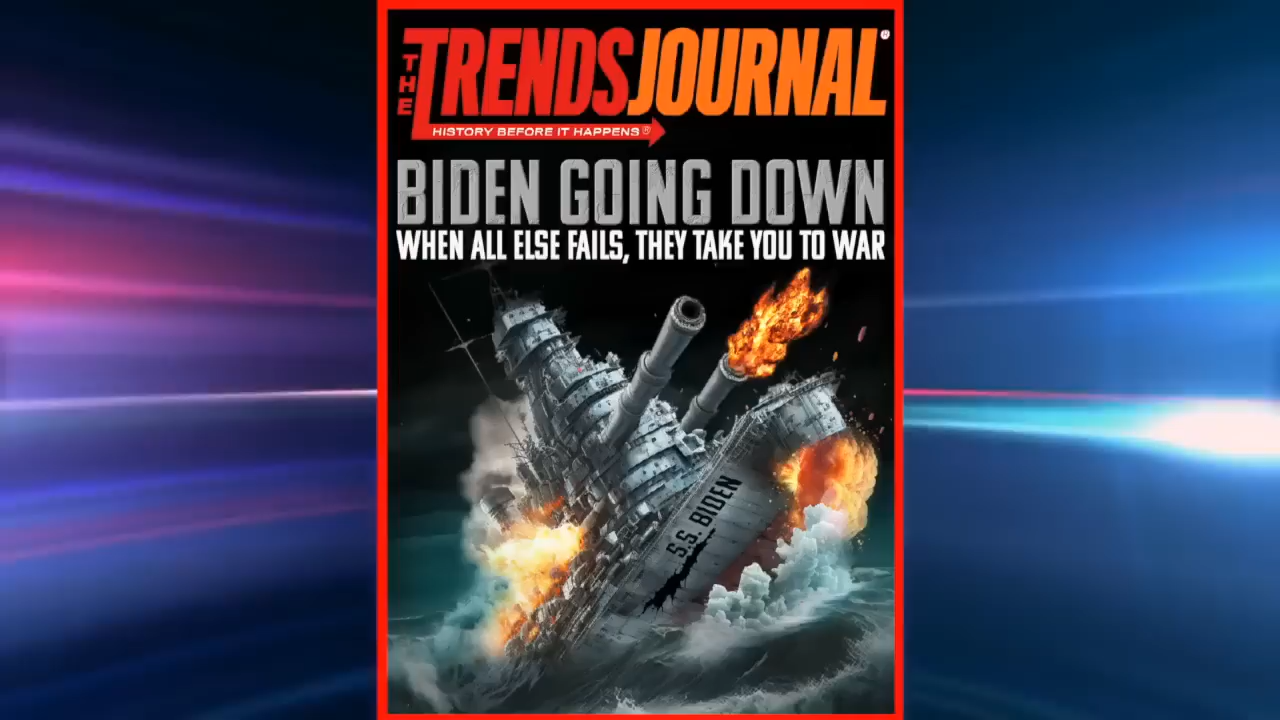 THE TRENDS JOURNAL®
HISTORY BEFORE IT HAPPENS®
BIDEN GOING DOWN
WHEN ALL ELSE FAILS, THEY TAKE YOU TO WAR
S.S. BIDEN